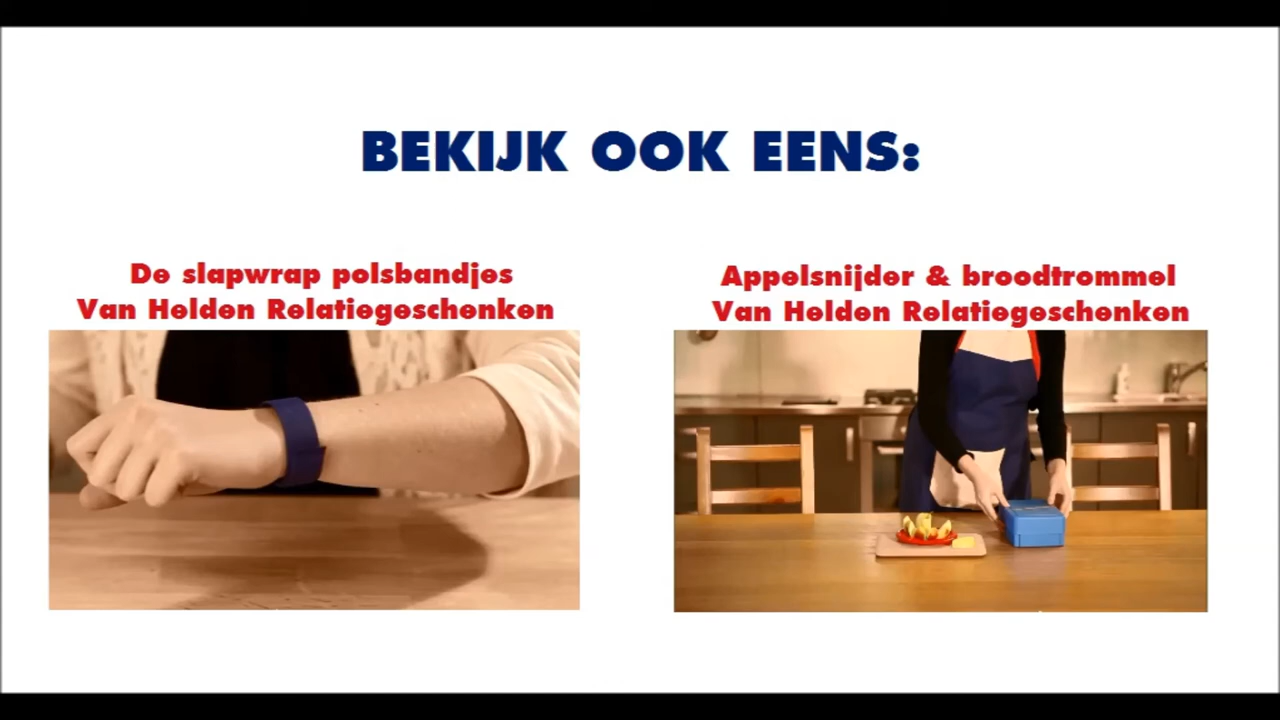 BEKIJK OOK EENS:
De slapwrap polsbandjes
Van Helden Relatiegeschenken
Appelsnijder & broodtrommel
Van Helden Relatiegeschenken